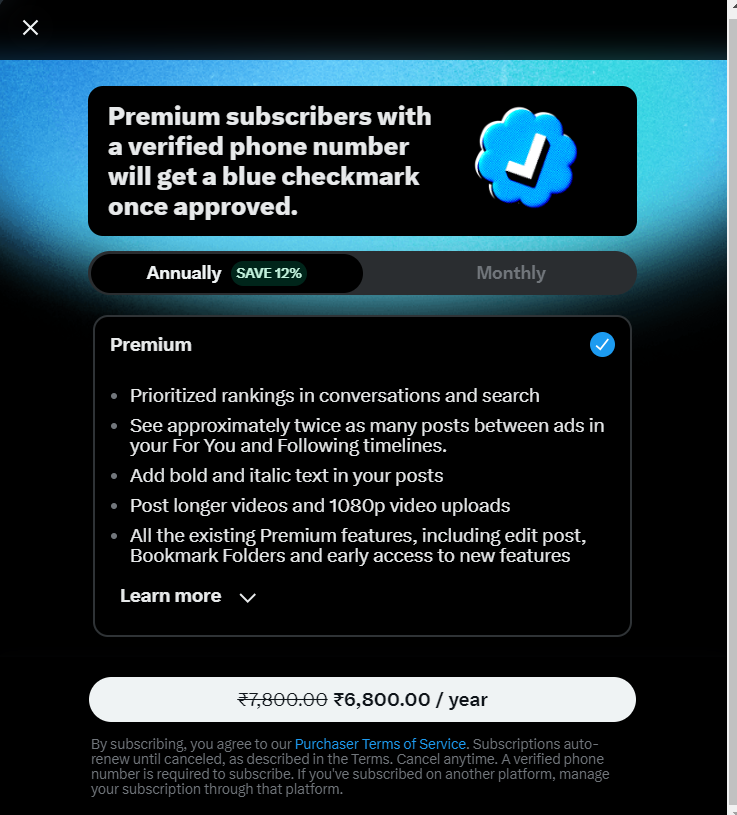 Premium subscribers with
a verified phone number
will get a blue checkmark
once approved.
Annually SAVE 12% Monthly
Premium
• Prioritized rankings in conversations and search
• See approximately twice as many posts between ads in
your For You and Following timelines.
• Add bold and italic text in your posts
• Post longer videos and 1080p video uploads
• All the existing Premium features, including edit post,
Bookmark Folders and early access to new features
Learn more
₹7,800.00 ₹6,800.00 / year
By subscribing, you agree to our Purchaser Terms of Service. Subscriptions auto-
renew until canceled, as described in the Terms. Cancel anytime. A verified phone
number is required to subscribe. If you've subscribed on another platform, manage
your subscription through that platform.